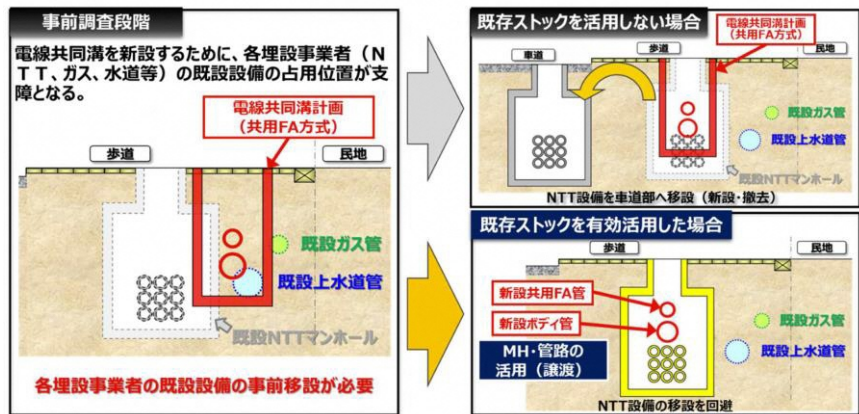 事前調査段階
電線共同溝を新設するために、各埋設事業者（Ｎ
ＴＴ、ガス、水道等）の既設設備の占用位置が支
障となる。
電線共同溝計画
（共用FA方式）
歩道
民地
既設ガス管
既設上水道管
既設NTTマンホール
各埋設事業者の既設設備の事前移設が必要
既存ストックを活用しない場合
電線共同溝計画
（共用FA方式）
車道
歩道
民地
既設ガス管
既設上水道管
既設NTTマンホール
NTT設備を車道部へ移設（新設・撤去）
既存ストックを有効活用した場合
歩道
民地
新設共用FA管
新設ボディ管
既設ガス管
既設上水道管
MH・管路の
活用（譲渡）
NTT設備の移設を回避